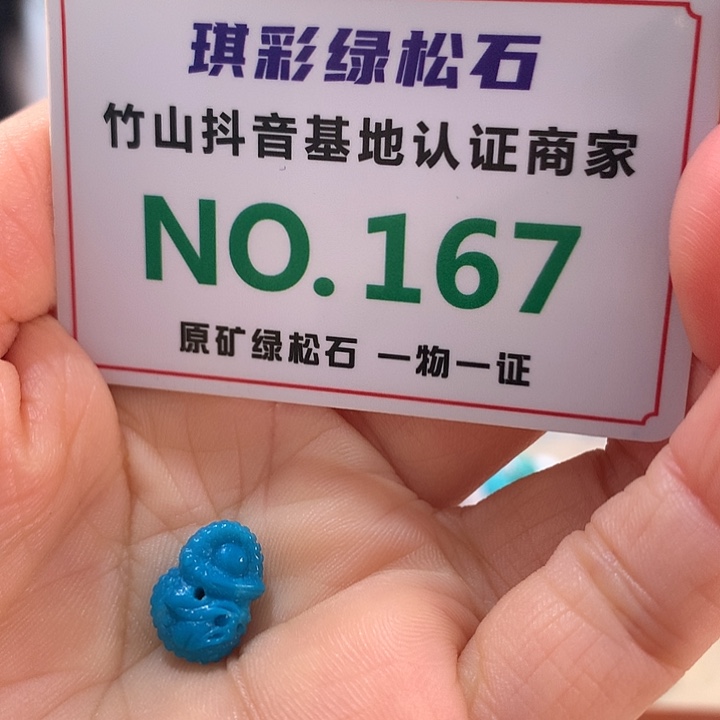 琪彩绿松石
竹山抖音基地认证商家
NO.167
原矿绿松石 一物一证